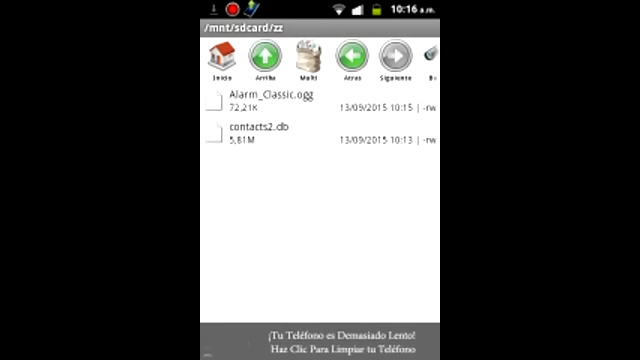 10:16 a.m.
/mnt/sdcard/zz
Inicio Arriba Multi Atras Siguiente
Alarm_Classic.ogg
72,21K 13/09/2015 10:15 | -rw
contacts2.db
5,81M 13/09/2015 10:13 | -rw
¡Tu Teléfono es Demasiado Lento!
Haz Clic Para Limpiar tu Teléfono